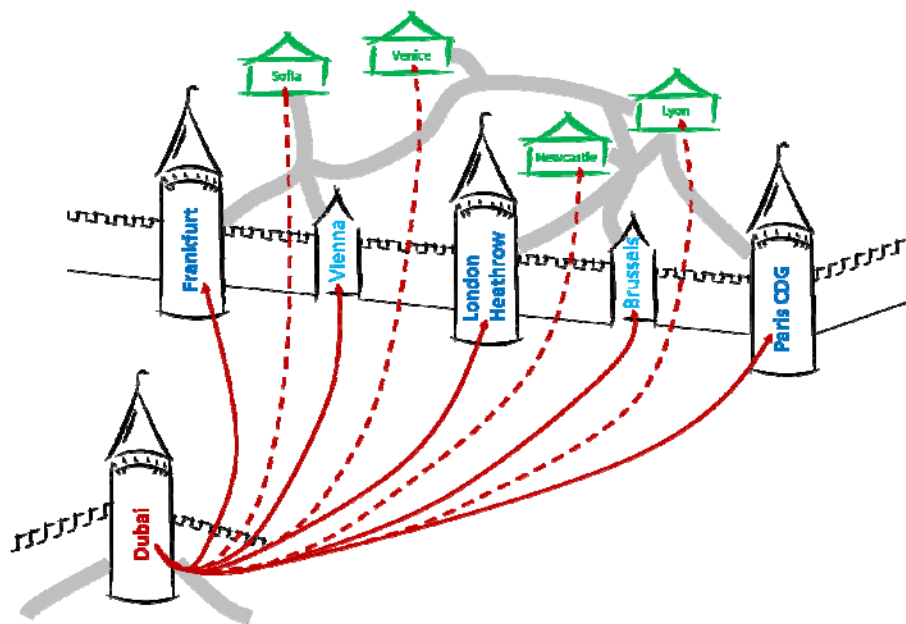 Sofia
Venice
Lyon
Newcastle
Frankfurt
Vienna
London
Heathrow
Brussels
Paris CDG
Dubai